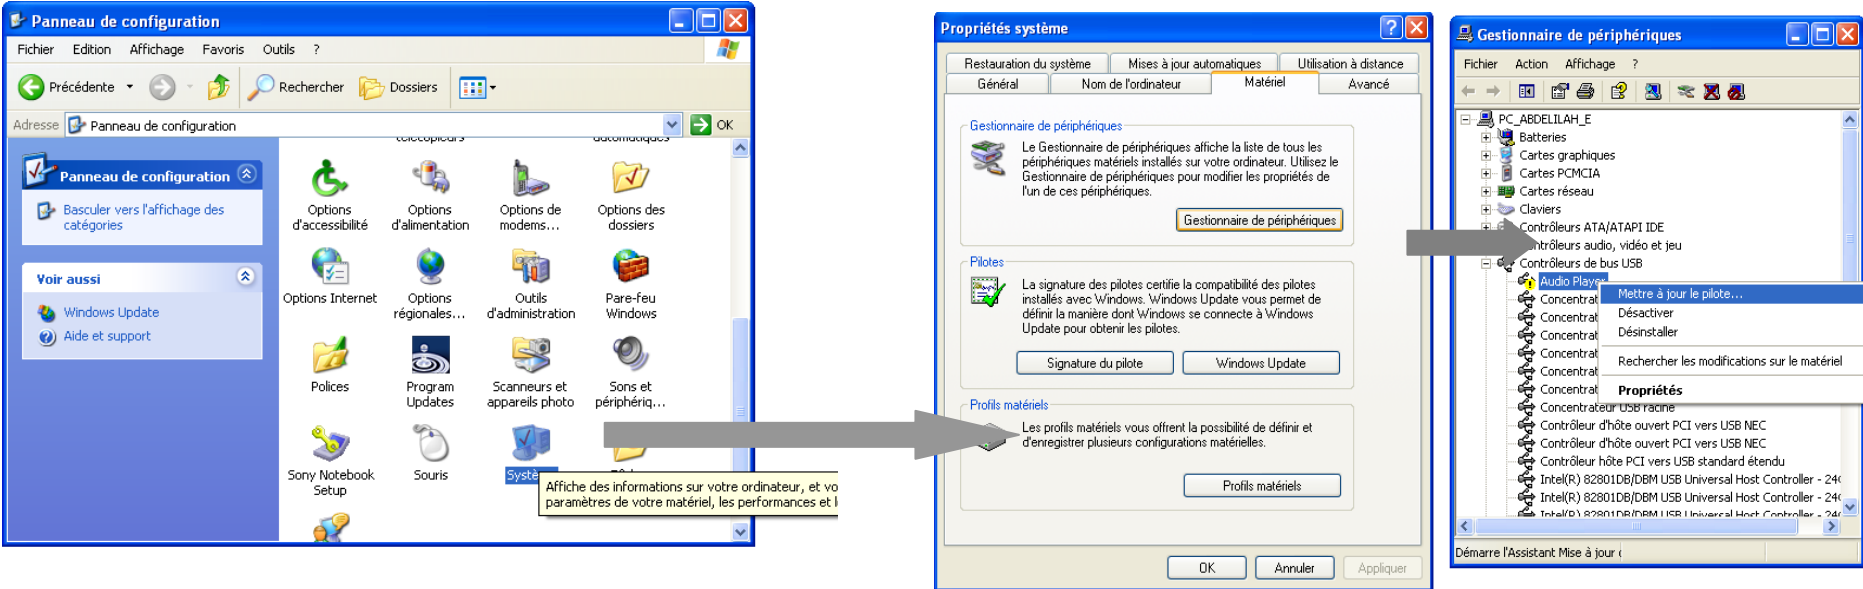 Panneau de configuration
Fichier Edition Affichage Favoris Outils ?
Précédente Rechercher Dossiers
Adresse Panneau de configuration OK
Panneau de configuration
Basculer vers l'affichage des
catégories
Voir aussi
Windows Update
Aide et support
télécopieurs automatiques
Options
d'accessibilité
Options
d'alimentation
Options de
modems...
Options des
dossiers
Options Internet
Options
régionales...
Outils
d'administration
Pare-feu
Windows
Polices
Program
Updates
Scanneurs et
appareils photo
Sons et
périphériq...
Sony Notebook
Setup
Souris
Systè
Affiche des informations sur votre ordinateur, et vo
paramètres de votre matériel, les performances et l
Propriétés système
Restauration du système Mises à jour automatiques Utilisation à distance
Général Nom de l'ordinateur Matériel Avancé
Gestionnaire de périphériques
Le Gestionnaire de périphériques affiche la liste de tous les
périphériques matériels installés sur votre ordinateur. Utilisez le
Gestionnaire de périphériques pour modifier les propriétés de
l'un de ces périphériques.
Gestionnaire de périphériques
Pilotes
La signature des pilotes certifie la compatibilité des pilotes
installés avec Windows. Windows Update vous permet de
définir la manière dont Windows se connecte à Windows
Update pour obtenir les pilotes.
Signature du pilote Windows Update
Profils matériels
Les profils matériels vous offrent la possibilité de définir et
d'enregistrer plusieurs configurations matérielles.
Profils matériels
OK Annuler Appliquer
Gestionnaire de périphériques
Fichier Action Affichage ?
PC_ABDELILAH_E
Batteries
Cartes graphiques
Cartes PCMCIA
Cartes réseau
Claviers
Contrôleurs ATA/ATAPI IDE
ntrôleurs audio, vidéo et jeu
Contrôleurs de bus USB
Audio Player
Concentrat
Concentrat
Concentrat
Concentrat
Concentrat
Concentrat
Concentrateur USB racine
Contrôleur d'hôte ouvert PCI vers USB NEC
Contrôleur d'hôte ouvert PCI vers USB NEC
Contrôleur hôte PCI vers USB standard étendu
Intel(R) 82801DB/DBM USB Universal Host Controller - 24
Intel(R) 82801DB/DBM USB Universal Host Controller - 24
Intel(R) 82801DB/DBM USB Universal Host Controller - 24
Mettre à jour le pilote...
Désactiver
Désinstaller
Rechercher les modifications sur le matériel
Propriétés
Démarre l'Assistant Mise à jour